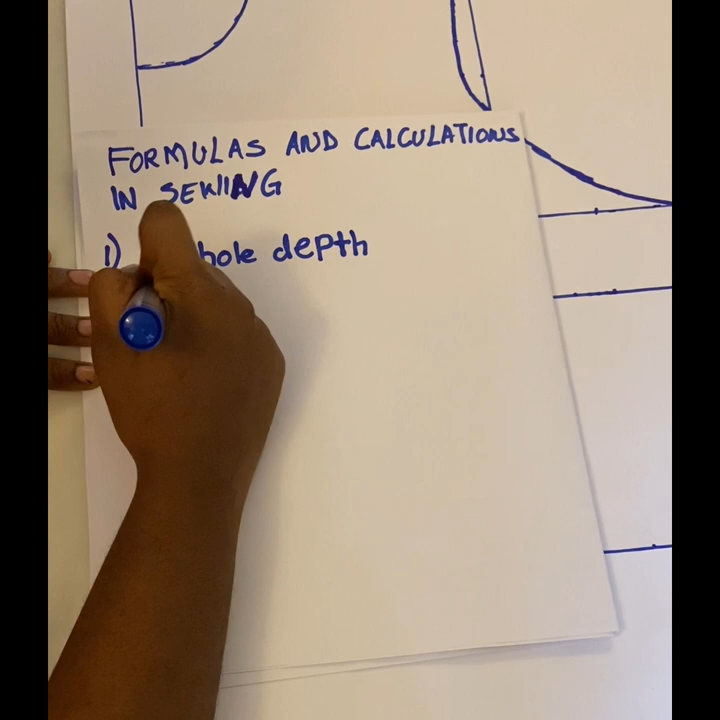 FORMULAS AND CALCULATIONS
IN SEWING
1) hole depth